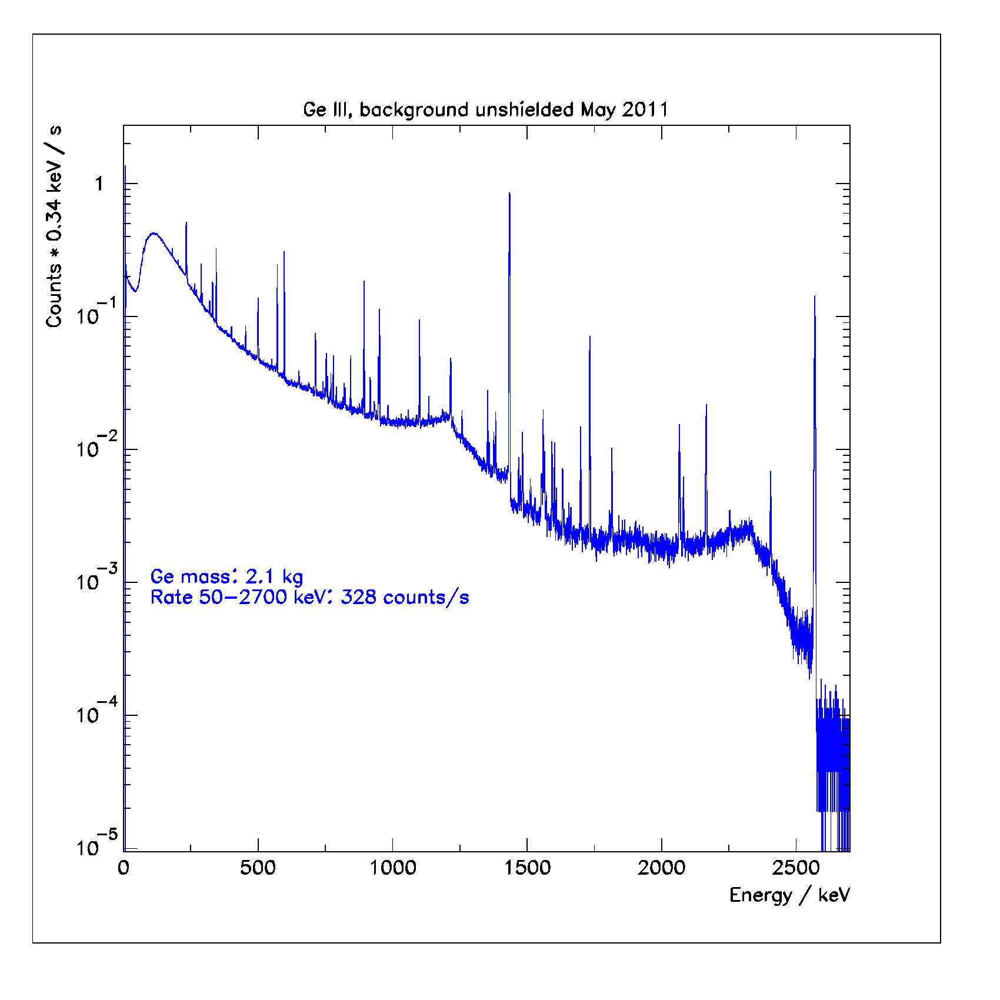 Ge III, background unshielded May 2011
Counts * 0.34 keV / s
1
10⁻¹
10⁻²
10⁻³
10⁻⁴
10⁻⁵
Ge mass: 2.1 kg
Rate 50−2700 keV: 328 counts/s
0 500 1000 1500 2000 2500
Energy / keV